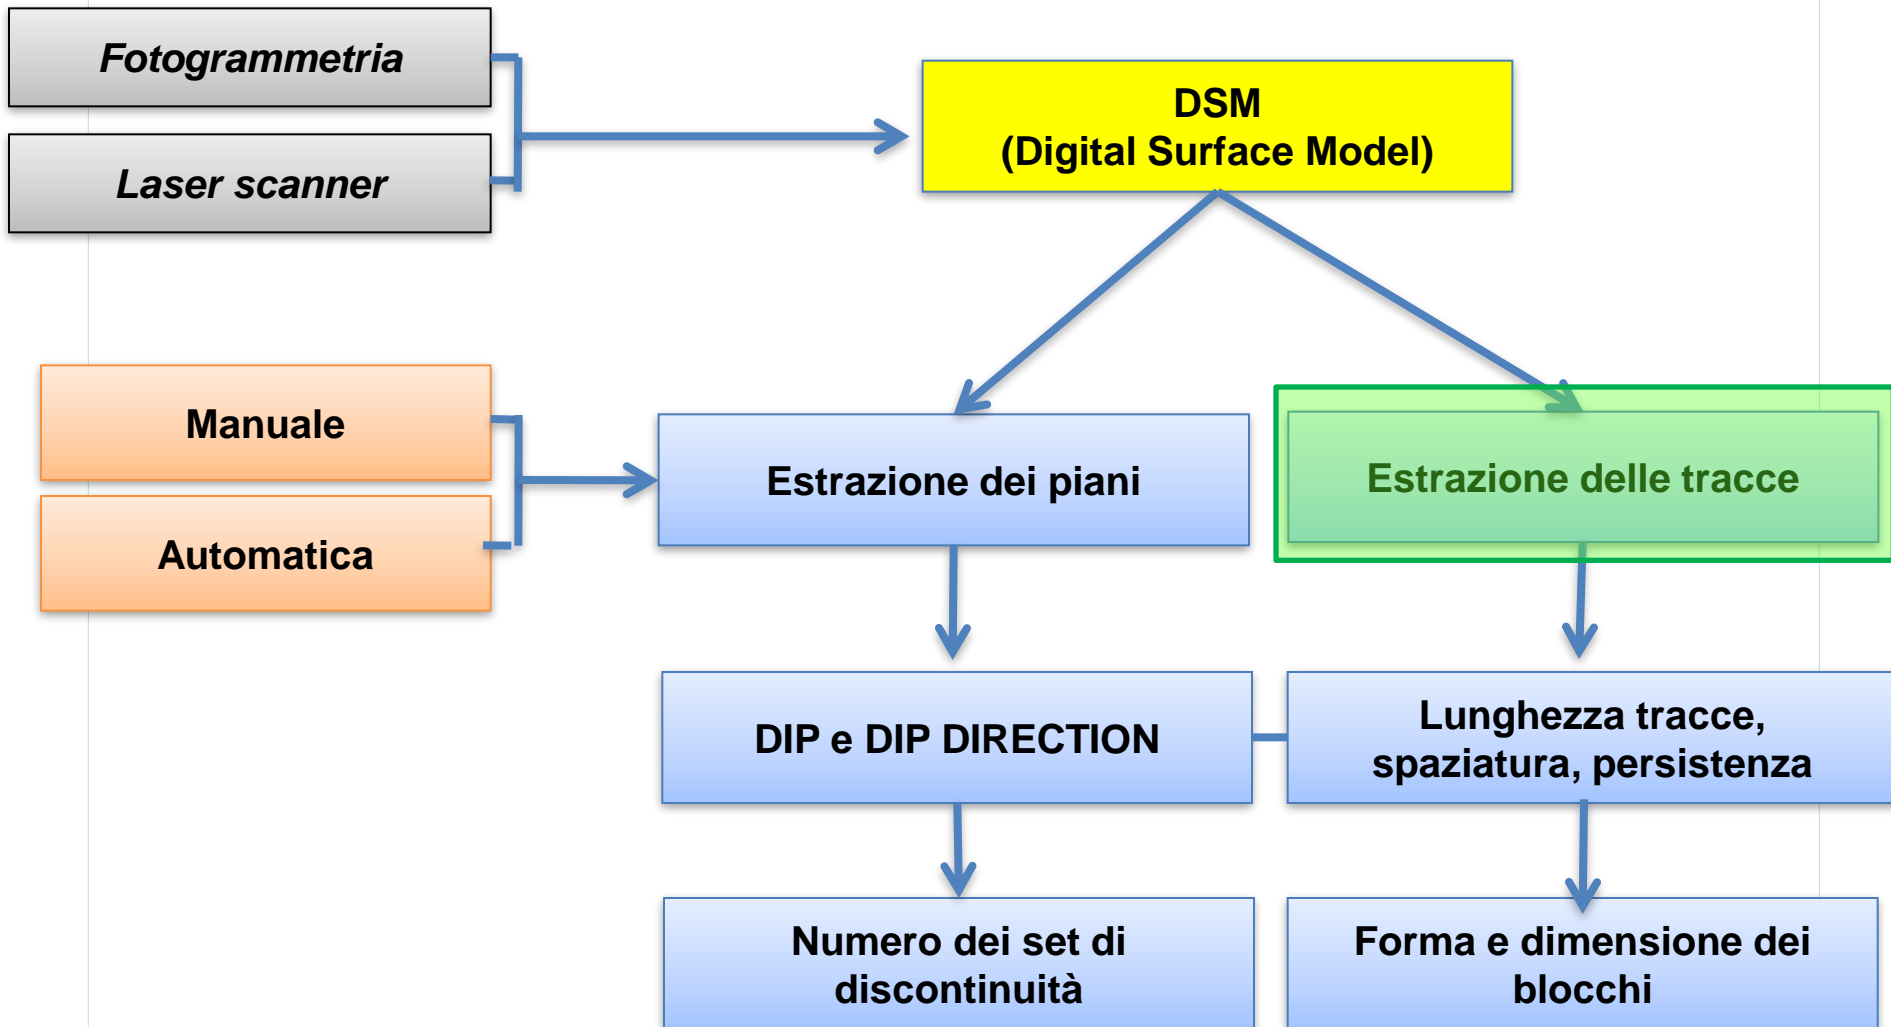 Fotogrammetria
Laser scanner
DSM
(Digital Surface Model)
Manuale
Automatica
Estrazione dei piani
Estrazione delle tracce
DIP e DIP DIRECTION
Lunghezza tracce,
spaziatura, persistenza
Numero dei set di
discontinuità
Forma e dimensione dei
blocchi